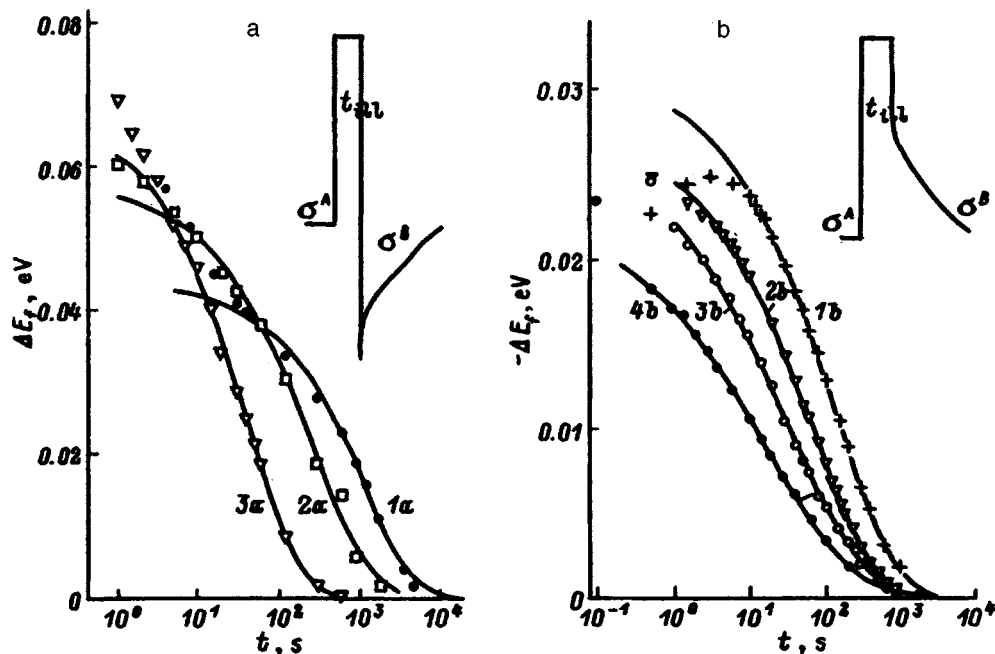 a
0.08
0.06
0.04
0.02
0
ΔE_f, eV
t_ill
σ^A
σ^B
3a
2a
1a
10^0
10^1
10^2
10^3
10^4
t, s
b
0.03
0.02
0.01
0
-ΔE_f, eV
t_ill
σ^A
σ^B
4b
3b
2b
1b
10^-1
10^0
10^1
10^2
10^3
10^4
t, s